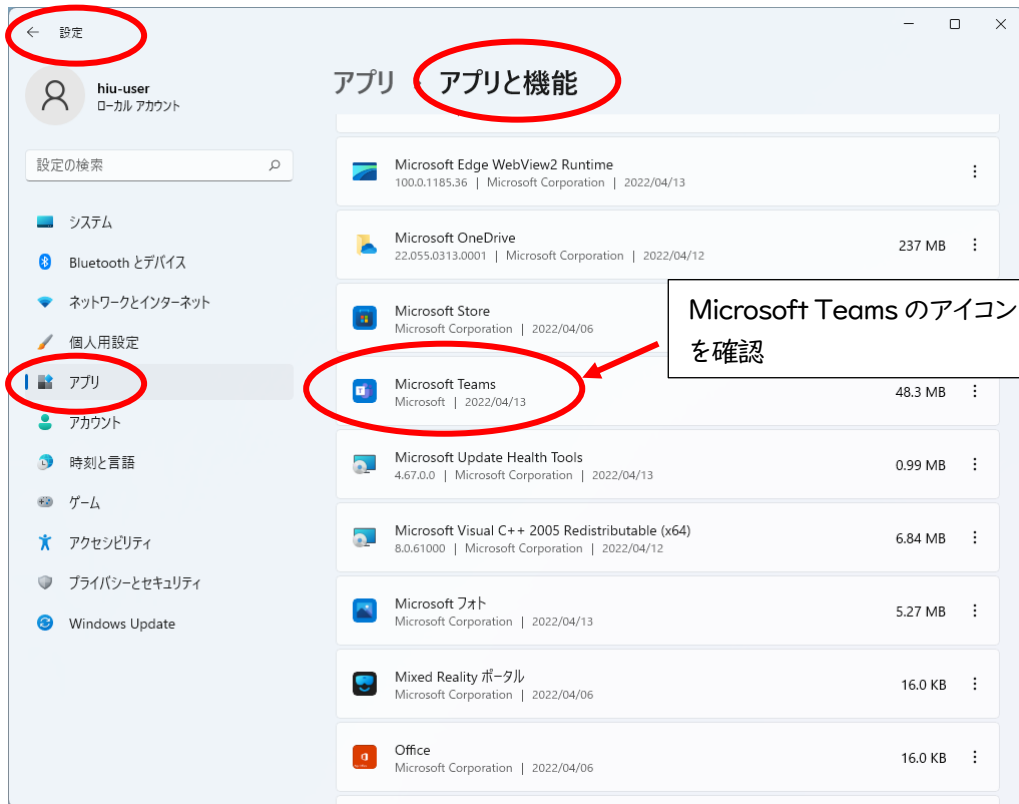 設定
hiu-user
ローカル アカウント
設定の検索
システム
Bluetooth とデバイス
ネットワークとインターネット
個人用設定
アプリ
アカウント
時刻と言語
ゲーム
アクセシビリティ
プライバシーとセキュリティ
Windows Update
アプリ
アプリと機能
Microsoft Edge WebView2 Runtime
100.0.1185.36 | Microsoft Corporation | 2022/04/13
Microsoft OneDrive
22.055.0313.0001 | Microsoft Corporation | 2022/04/12
237 MB
Microsoft Store
Microsoft Corporation | 2022/04/06
Microsoft Teams のアイコン
を確認
Microsoft Teams
Microsoft | 2022/04/13
48.3 MB
Microsoft Update Health Tools
4.67.0.0 | Microsoft Corporation | 2022/04/13
0.99 MB
Microsoft Visual C++ 2005 Redistributable (x64)
8.0.61000 | Microsoft Corporation | 2022/04/12
6.84 MB
Microsoft フォト
Microsoft Corporation | 2022/04/13
5.27 MB
Mixed Reality ポータル
Microsoft Corporation | 2022/04/06
16.0 KB
Office
Microsoft Corporation | 2022/04/06
16.0 KB